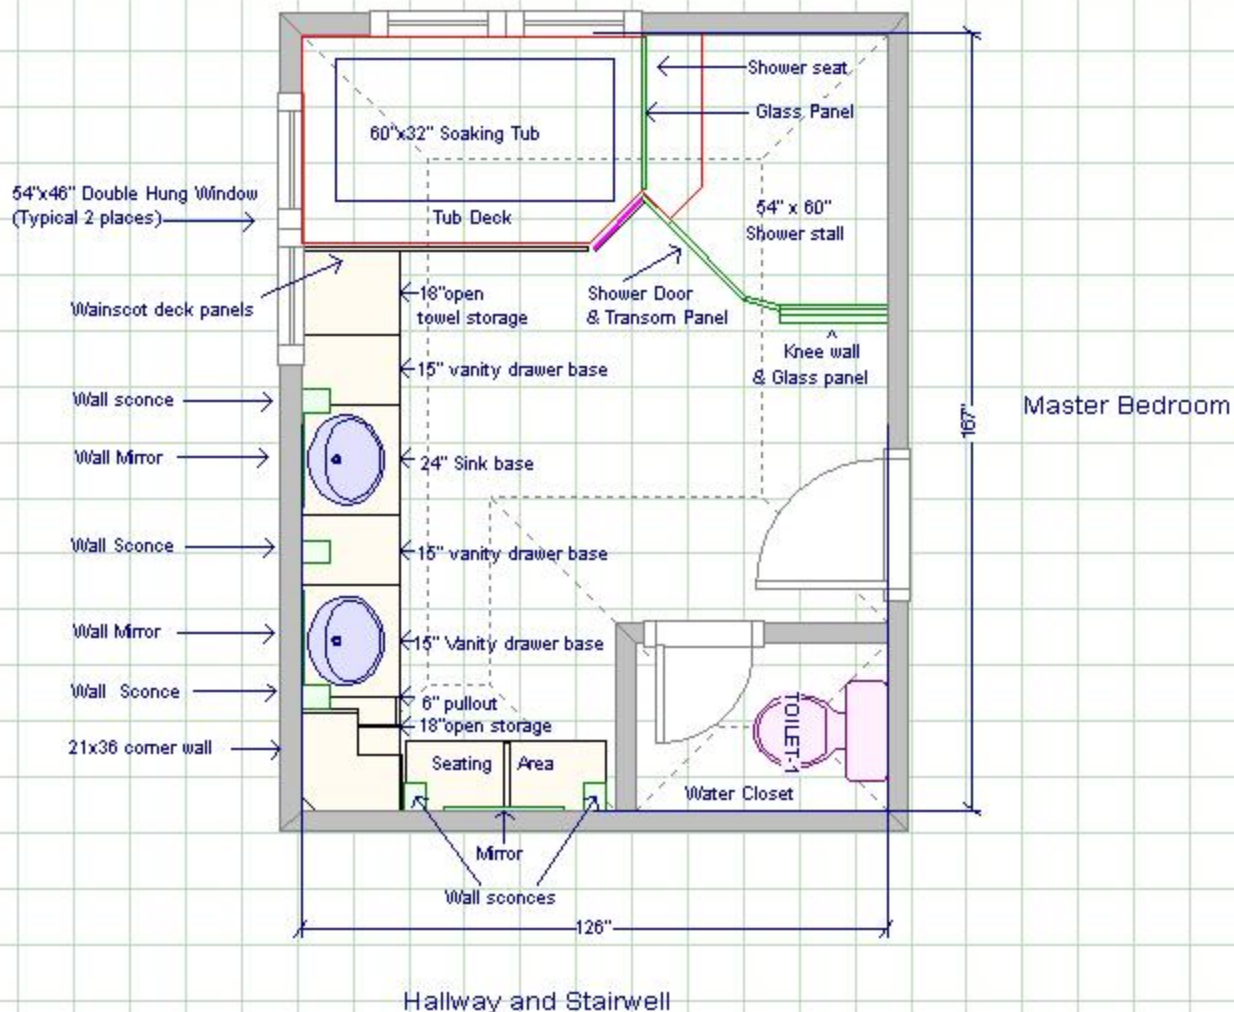 Shower seat
Glass Panel
60"x32" Soaking Tub
54"x46" Double Hung Window
(Typical 2 places)
Tub Deck
54" x 60"
Shower stall
Wainscot deck panels
18"open
towel storage
Shower Door
& Transom Panel
Knee wall
& Glass panel
15" vanity drawer base
Wall sconce
167"
Master Bedroom
Wall Mirror
24" Sink base
Wall Sconce
15" vanity drawer base
Wall Mirror
15" Vanity drawer base
Wall Sconce
6" pullout
18"open storage
TOILET-1
21x36 corner wall
Seating Area
Water Closet
Mirror
Wall sconces
126"
Hallway and Stairwell